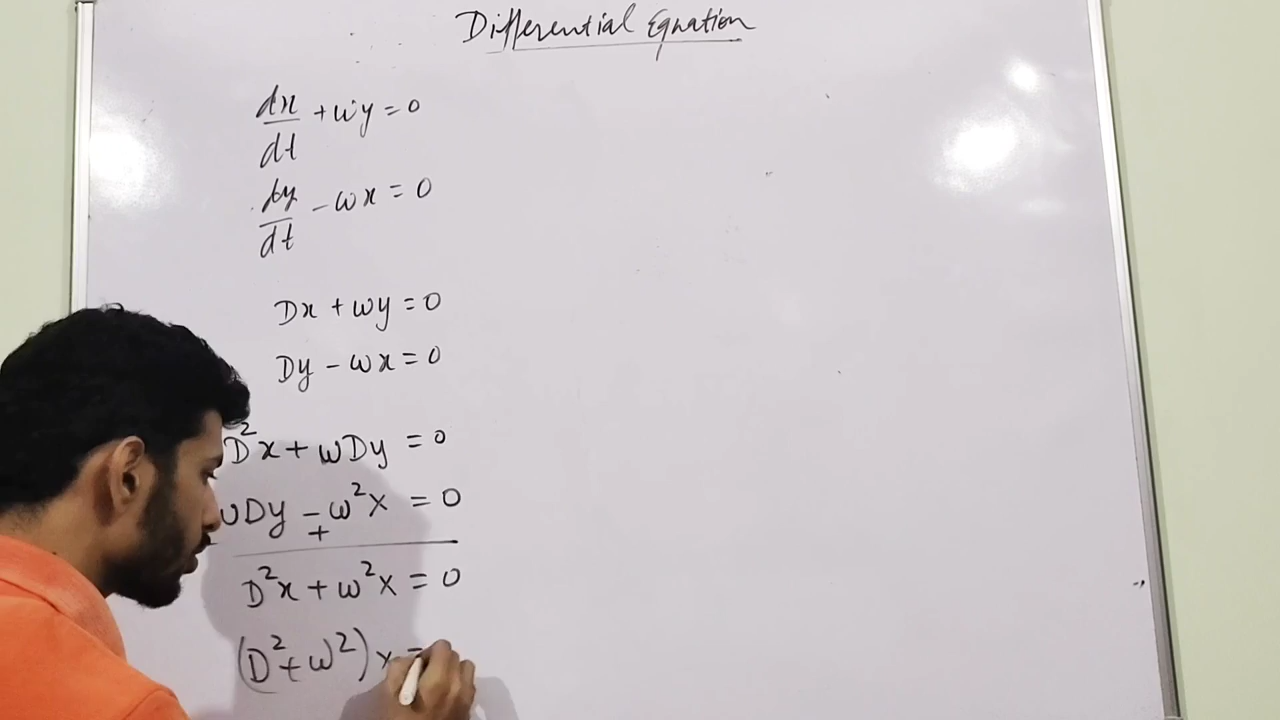 Differential Equation
dx/dt + wy = 0
dy/dt - wx = 0
Dx + wy = 0
Dy - wx = 0
D²x + wDy = 0
wDy - w²x = 0
+
D²x + w²x = 0
(D² + w²) x =